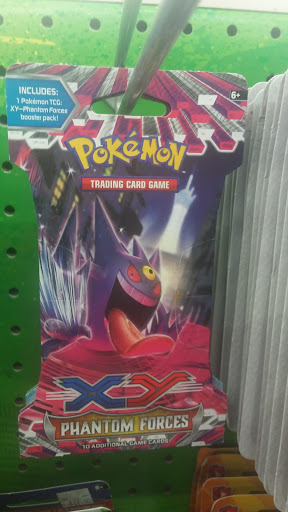 INCLUDES:
1 Pokémon TCG:
XY–Phantom Forces
booster pack!
6+
POKéMON
TRADING CARD GAME
XY
PHANTOM FORCES
10 ADDITIONAL GAME CARDS